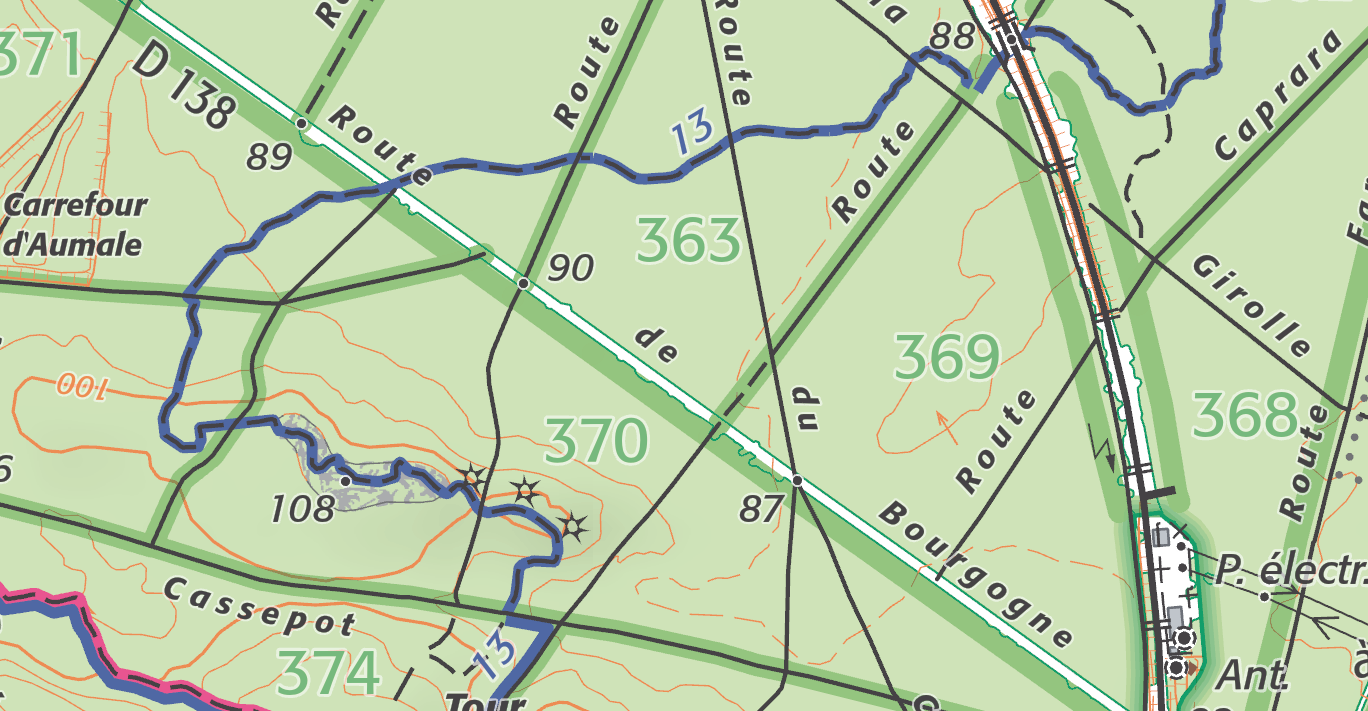 371
D 138
89
Route
Route
Route
88
13
Route
Caprara
Carrefour
d'Aumale
363
90
de
Girolle
369
100
du
Route
368
370
Route
108
87
Bourgogne
P. électr.
Cassepot
374
13
Ant.
Tour